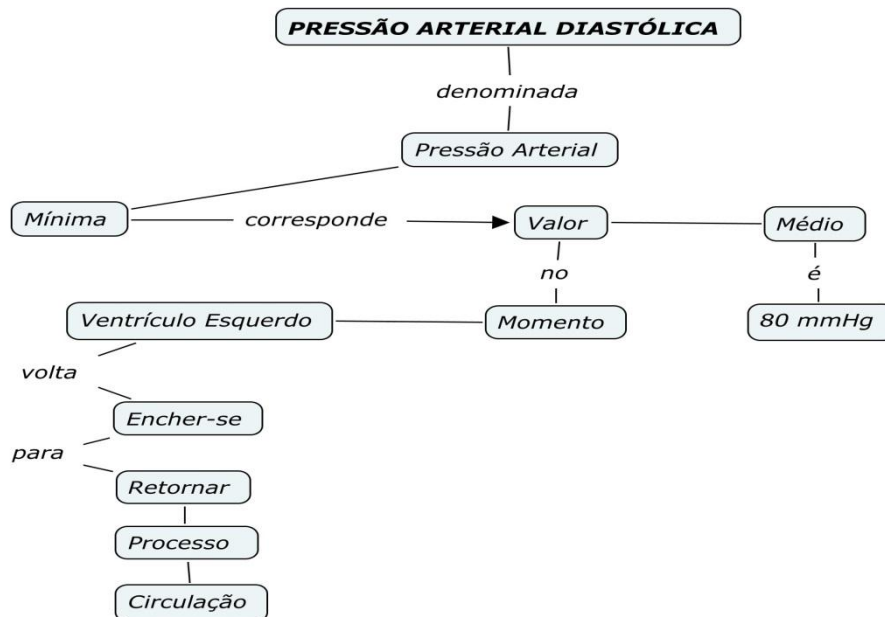 PRESSÃO ARTERIAL DIASTÓLICA
denominada
Pressão Arterial
Mínima
corresponde
Valor
Médio
no
é
Ventrículo Esquerdo
Momento
80 mmHg
volta
Encher-se
para
Retornar
Processo
Circulação